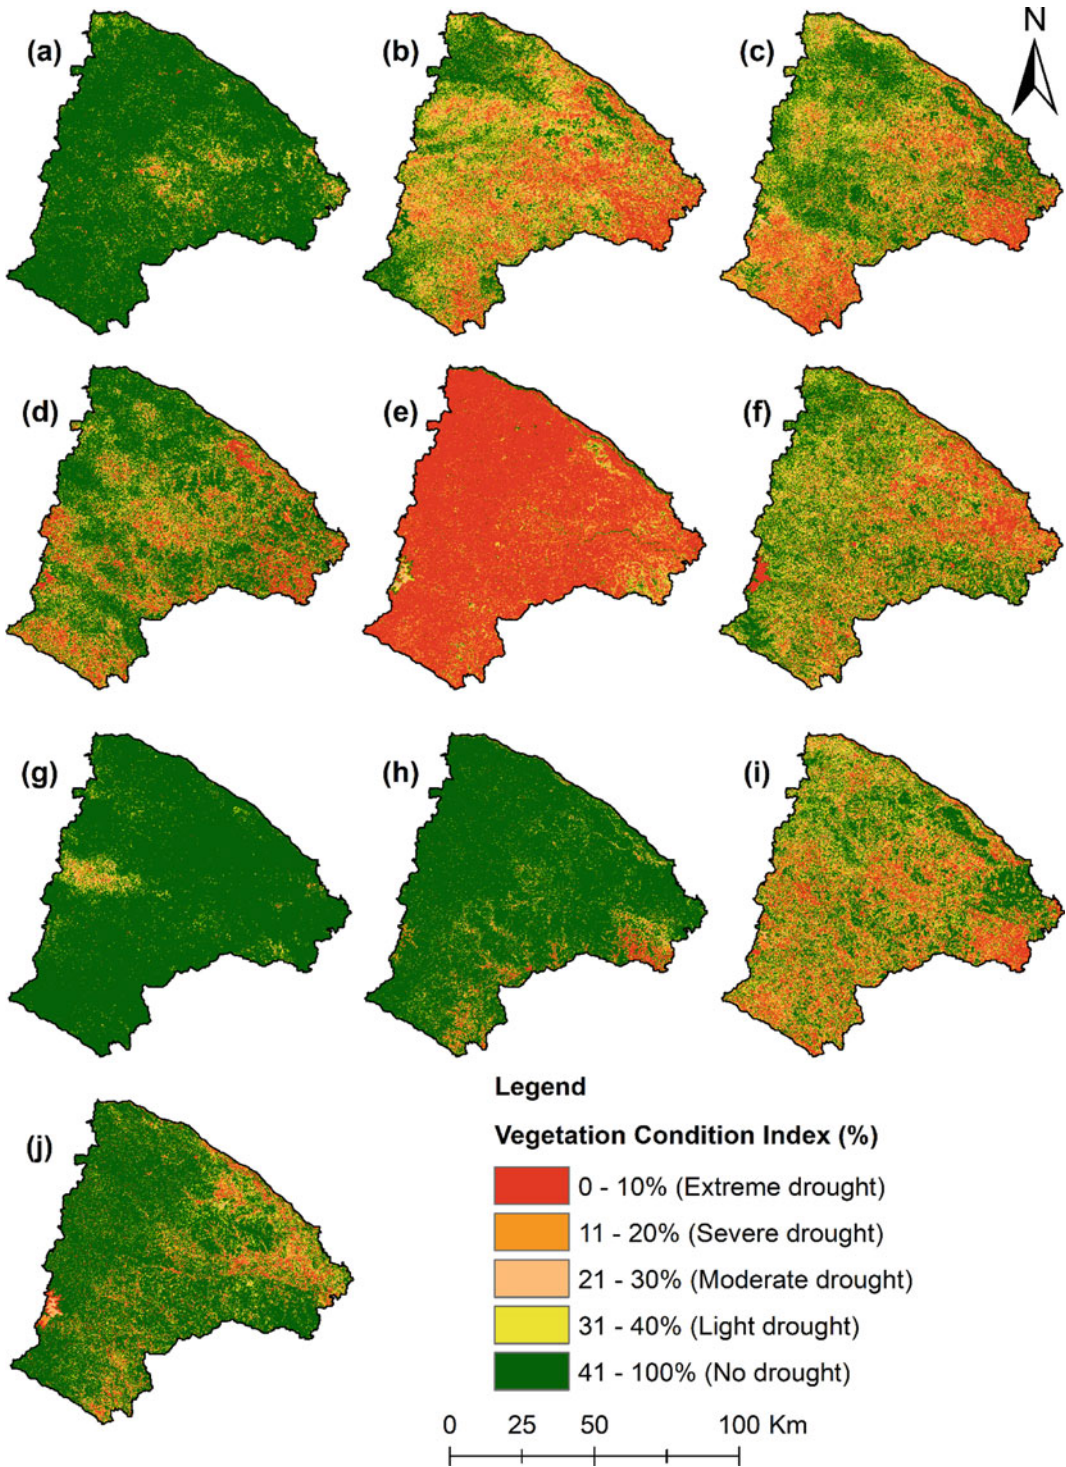 (a)
(b)
(c)
N
(d)
(e)
(f)
(g)
(h)
(i)
(j)
Legend
Vegetation Condition Index (%)
0 - 10% (Extreme drought)
11 - 20% (Severe drought)
21 - 30% (Moderate drought)
31 - 40% (Light drought)
41 - 100% (No drought)
0 25 50 100 Km